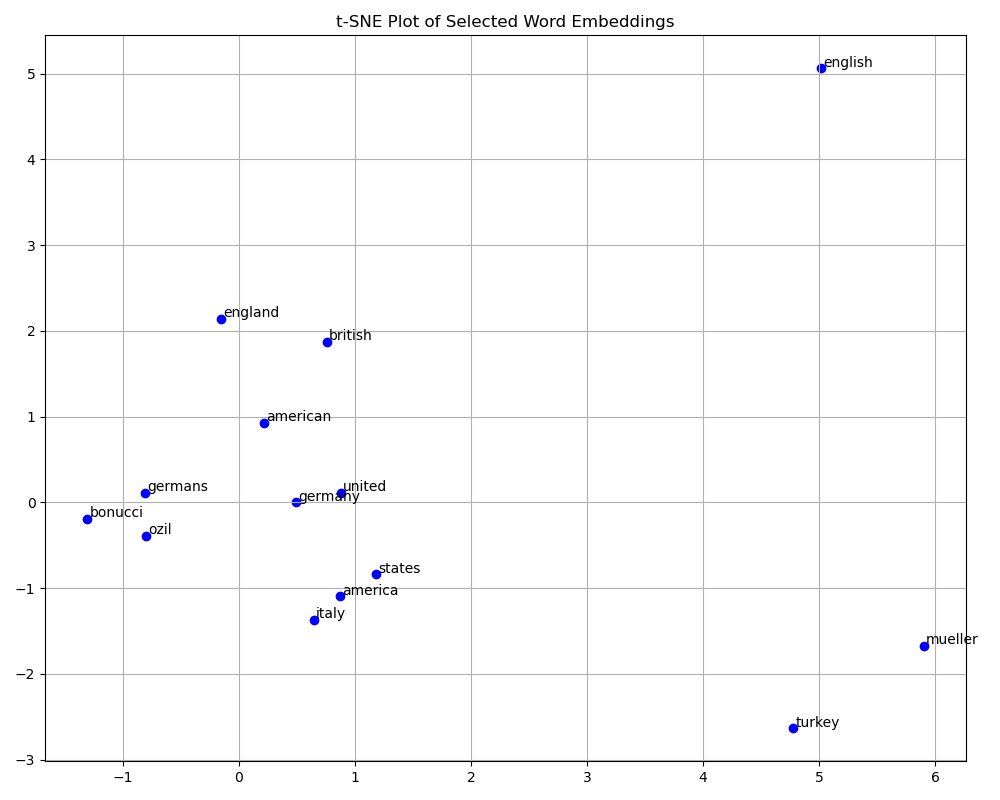 t-SNE Plot of Selected Word Embeddings
5
english
4
3
england
2
british
1
american
germans
united
germany
0
bonucci
ozil
states
−1
america
italy
mueller
−2
turkey
−3
−1 0 1 2 3 4 5 6